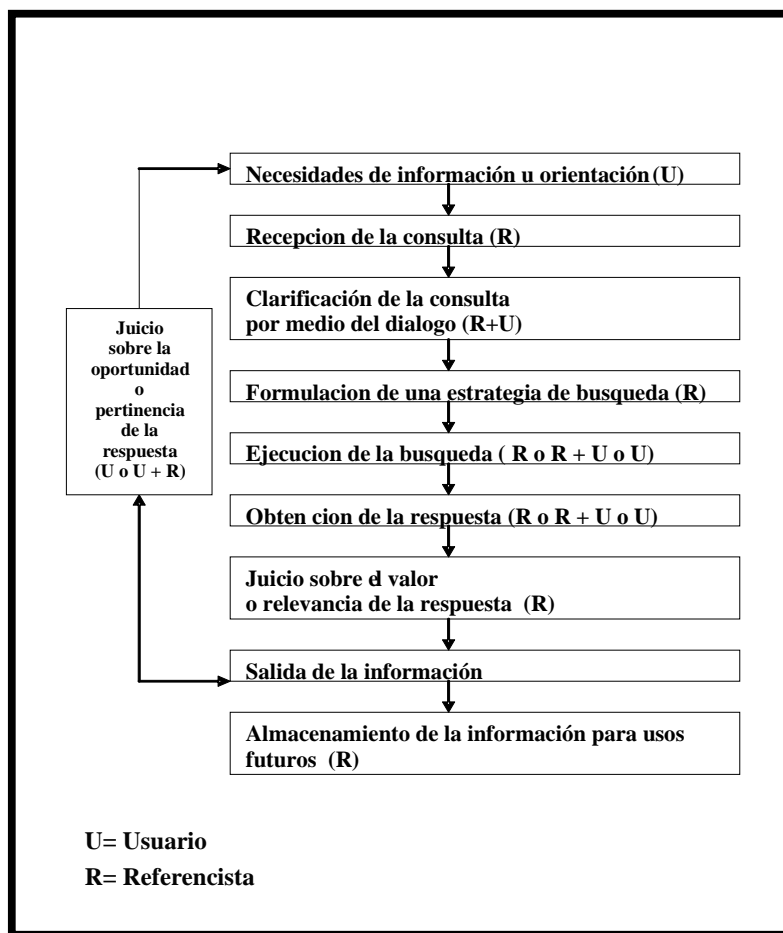 Necesidades de información u orientación (U)
Recepcion de la consulta (R)
Clarificación de la consulta
por medio del dialogo (R+U)
Juicio
sobre la
oportunidad
o
pertinencia
de la
respuesta
(U o U + R)
Formulacion de una estrategia de busqueda (R)
Ejecucion de la busqueda ( R o R + U o U)
Obten cion de la respuesta (R o R + U o U)
Juicio sobre el valor
o relevancia de la respuesta (R)
Salida de la información
Almacenamiento de la información para usos
futuros (R)
U= Usuario
R= Referencista